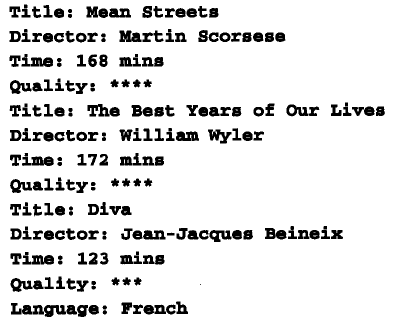 Title: Mean Streets
Director: Martin Scorsese
Time: 168 mins
Quality: ****
Title: The Best Years of Our Lives
Director: William Wyler
Time: 172 mins
Quality: ****
Title: Diva
Director: Jean-Jacques Beineix
Time: 123 mins
Quality: ***
Language: French